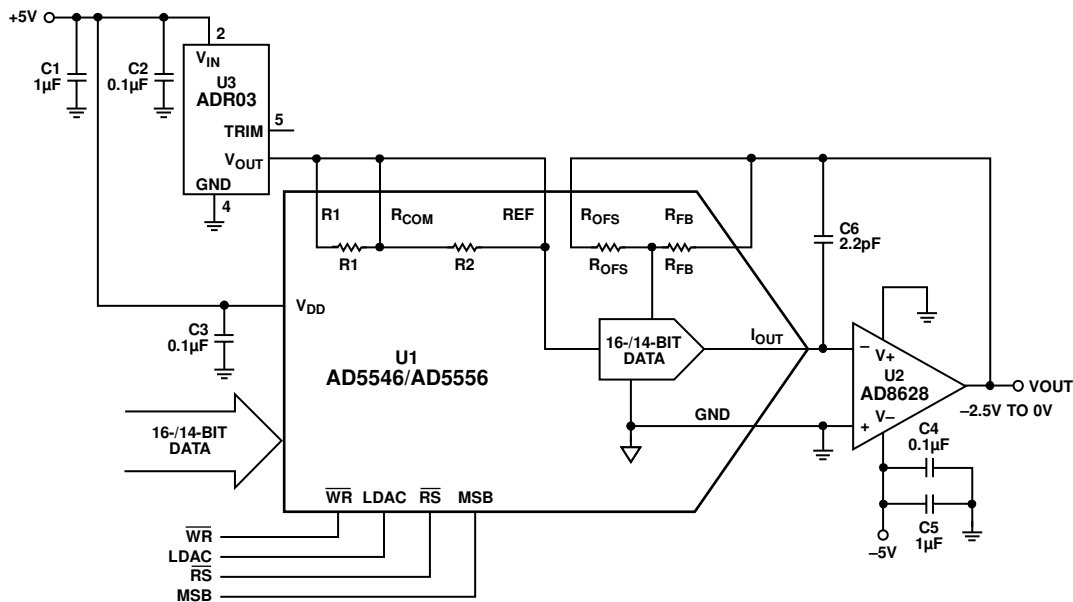 +5V
2
C1
1µF
C2
0.1µF
VIN
U3
ADR03
5
TRIM
VOUT
GND
4
R1
RCOM
REF
ROFS
RFB
C6
2.2pF
R1
R2
ROFS
RFB
VDD
C3
0.1µF
16-/14-BIT
DATA
IOUT
U1
AD5546/AD5556
–
V+
U2
AD8628
V–
+
VOUT
–2.5V TO 0V
GND
C4
0.1µF
16-/14-BIT
DATA
C5
1µF
–5V
WR
LDAC
RS
MSB
WR
LDAC
RS
MSB